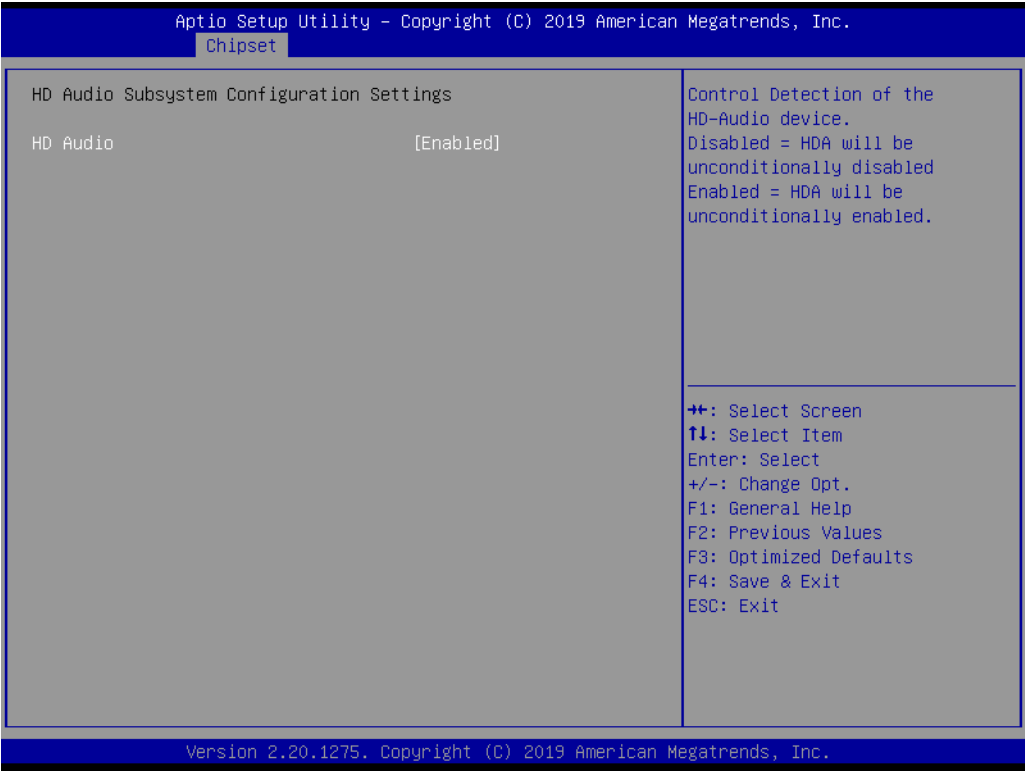 Aptio Setup Utility – Copyright (C) 2019 American Megatrends, Inc.
Chipset
HD Audio Subsystem Configuration Settings
HD Audio [Enabled]
Control Detection of the
HD-Audio device.
Disabled = HDA will be
unconditionally disabled
Enabled = HDA will be
unconditionally enabled.
→←: Select Screen
↑↓: Select Item
Enter: Select
+/-: Change Opt.
F1: General Help
F2: Previous Values
F3: Optimized Defaults
F4: Save & Exit
ESC: Exit
Version 2.20.1275. Copyright (C) 2019 American Megatrends, Inc.